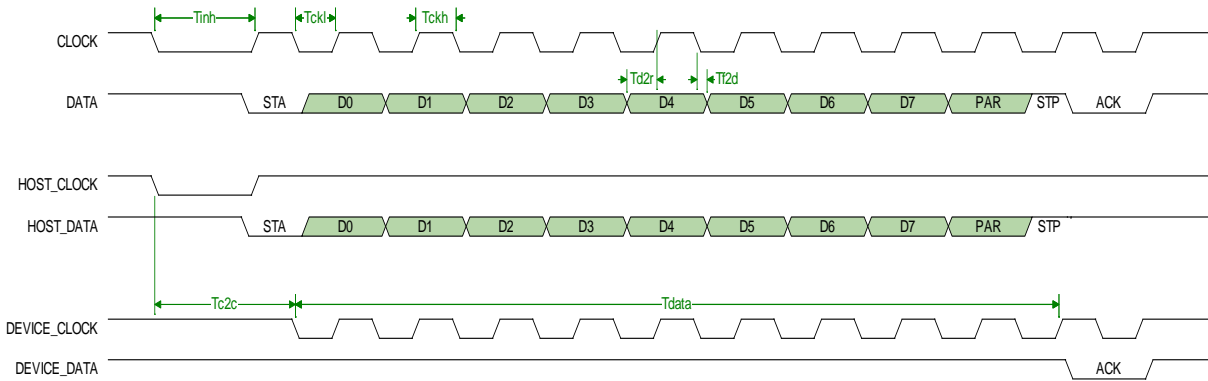 Tinh Tckl Tckh
CLOCK
Td2r Tf2d
DATA STA D0 D1 D2 D3 D4 D5 D6 D7 PAR STP ACK
HOST_CLOCK
HOST_DATA STA D0 D1 D2 D3 D4 D5 D6 D7 PAR STP
Tc2c Tdata
DEVICE_CLOCK
DEVICE_DATA ACK